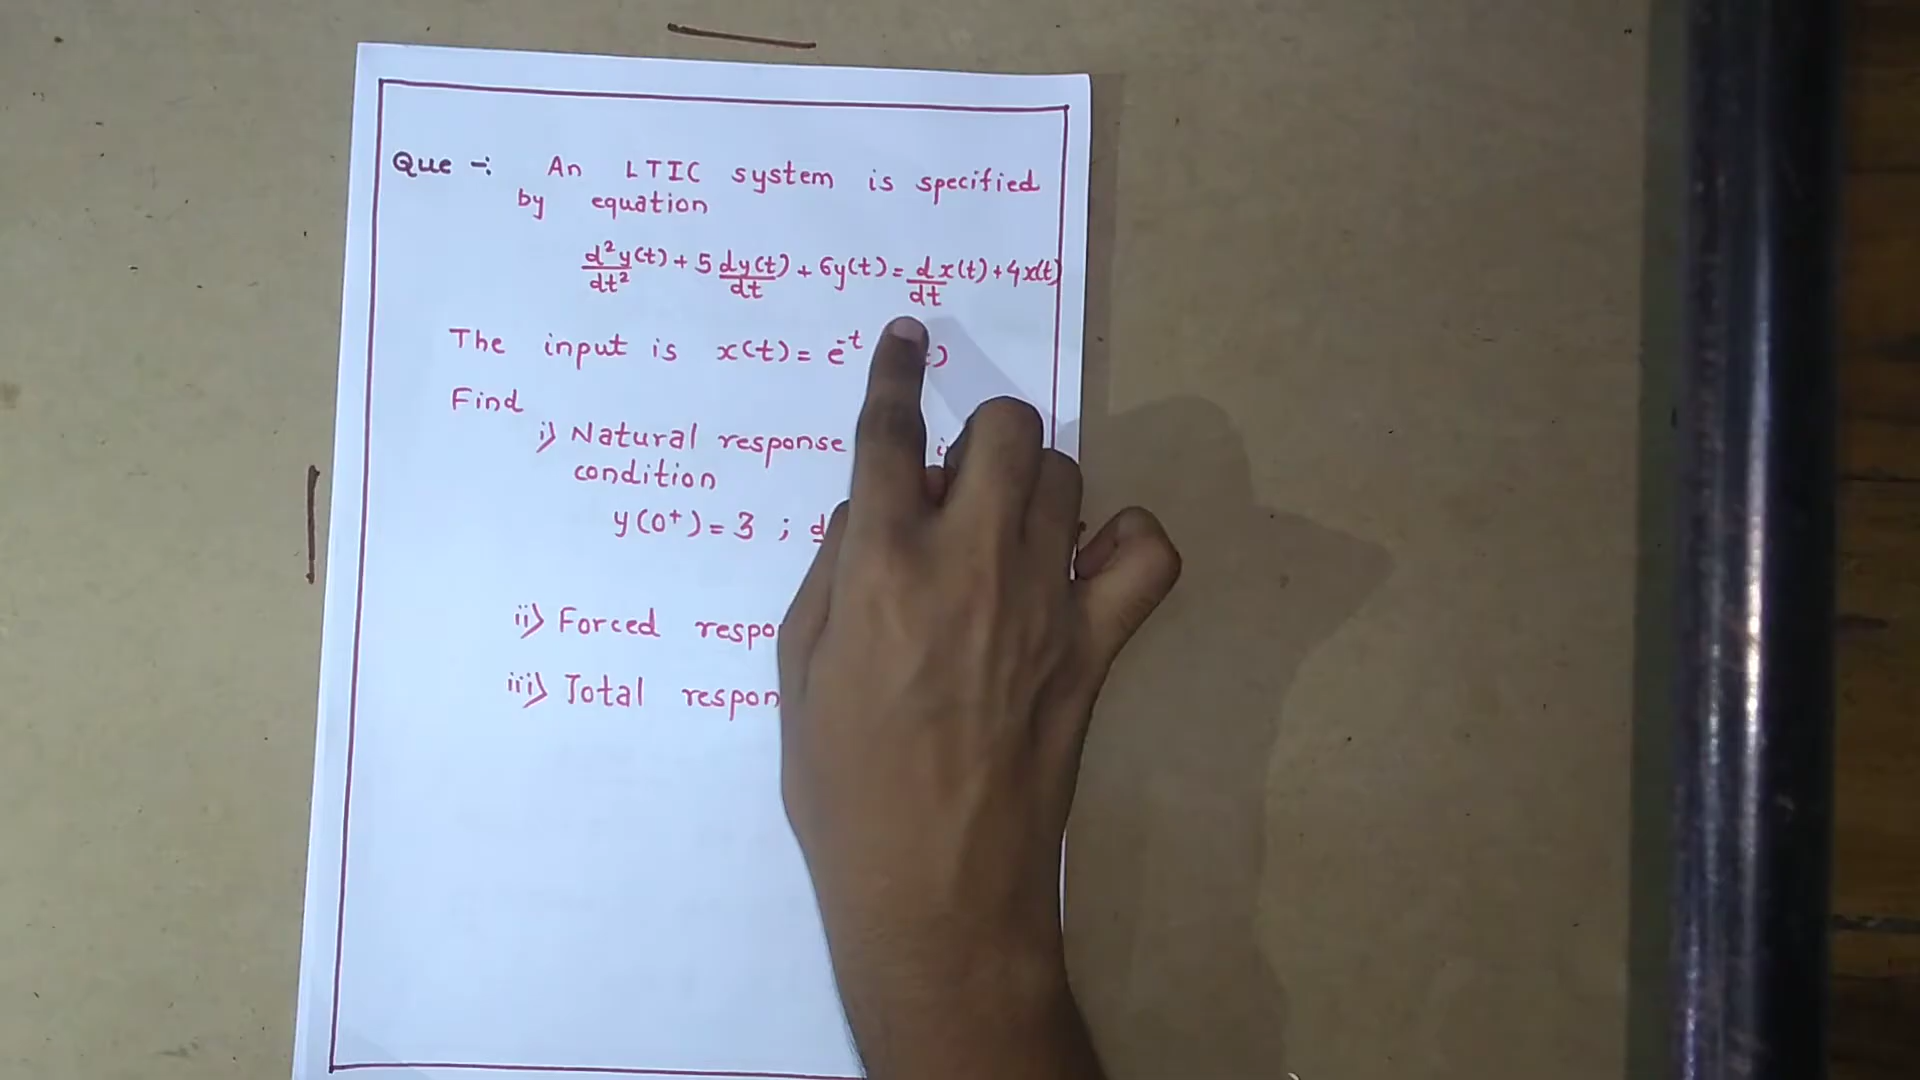 Que -: An LTIC system is specified
by equation
d²y(t)/dt² + 5 dy(t)/dt + 6y(t) = d/dt x(t) + 4x(t)
The input is x(t) = e^-t
Find
i) Natural response
condition
y(0⁺) = 3 ;
ii) Forced
iii) Total